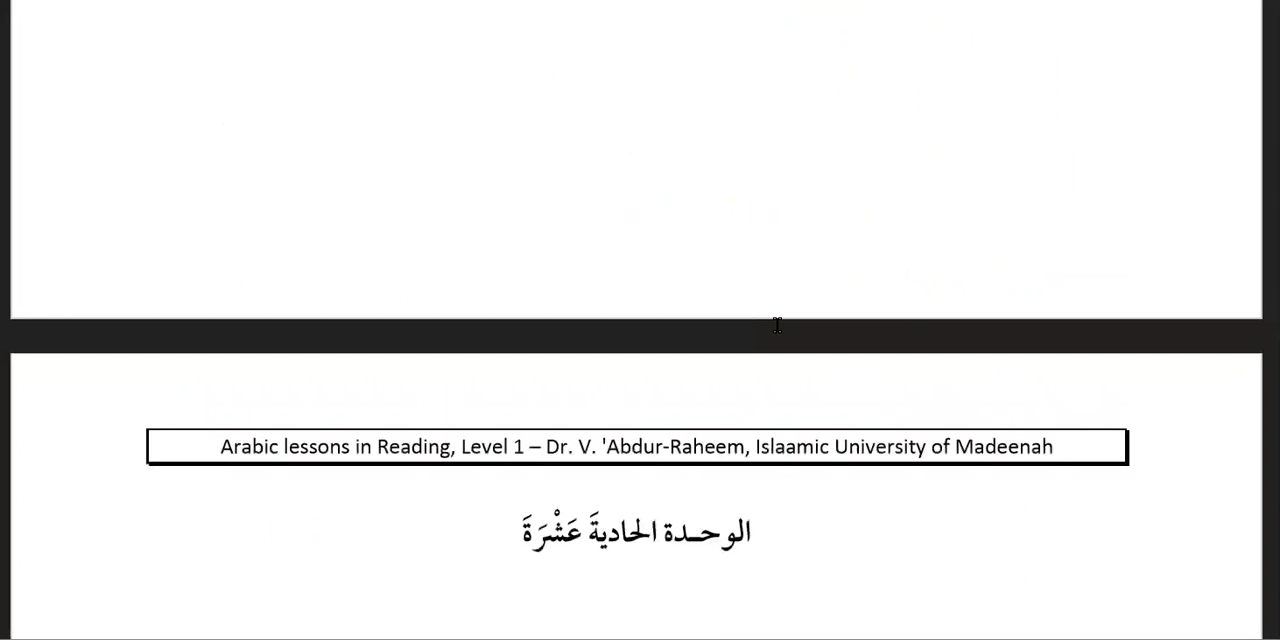 Arabic lessons in Reading, Level 1 – Dr. V. 'Abdur-Raheem, Islaamic University of Madeenah
الوحـدة الحاديةَ عَشْرَةَ